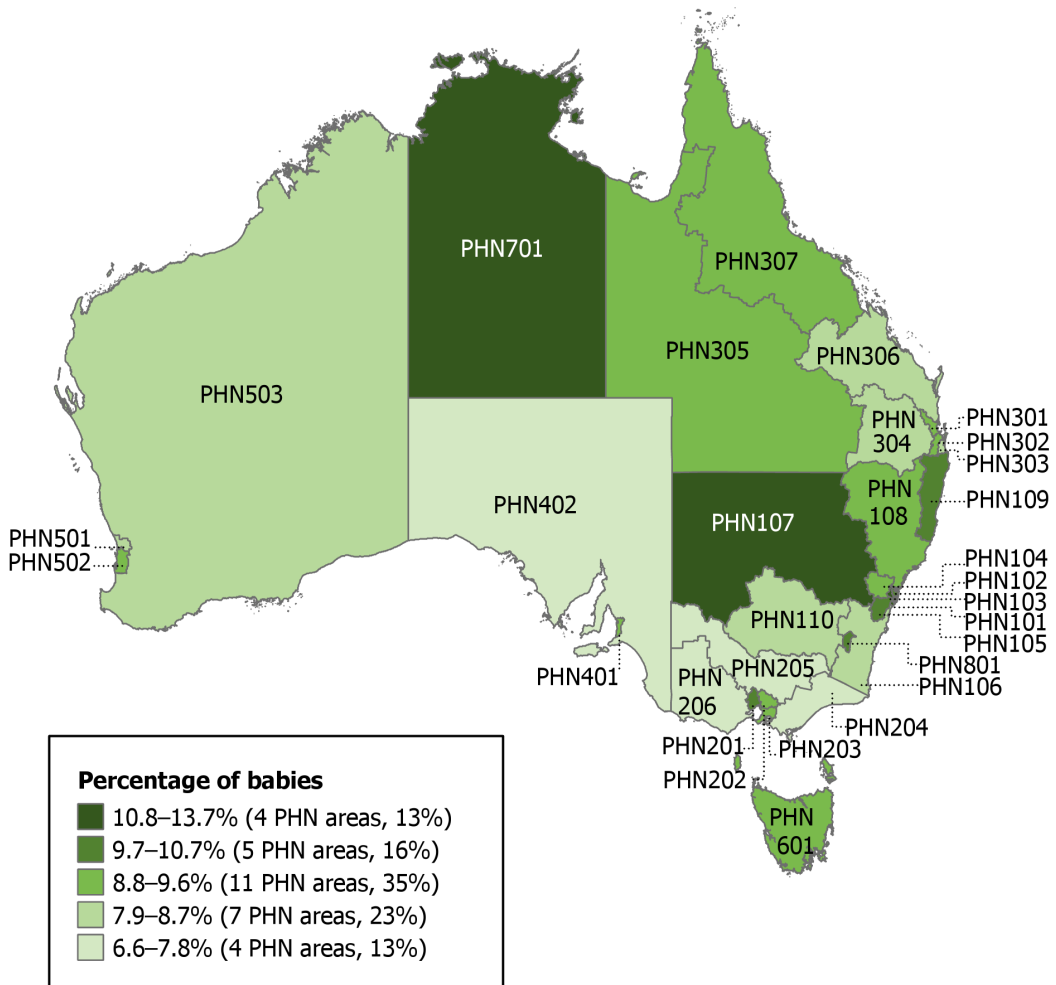 PHN701
PHN307
PHN305
PHN306
PHN503
PHN
304
PHN301
PHN302
PHN303
PHN402
PHN107
PHN
108
PHN109
PHN501
PHN502
PHN104
PHN102
PHN103
PHN101
PHN105
PHN110
PHN801
PHN106
PHN401
PHN205
PHN
206
PHN204
PHN201
PHN203
PHN202
PHN
601
Percentage of babies
10.8–13.7% (4 PHN areas, 13%)
9.7–10.7% (5 PHN areas, 16%)
8.8–9.6% (11 PHN areas, 35%)
7.9–8.7% (7 PHN areas, 23%)
6.6–7.8% (4 PHN areas, 13%)